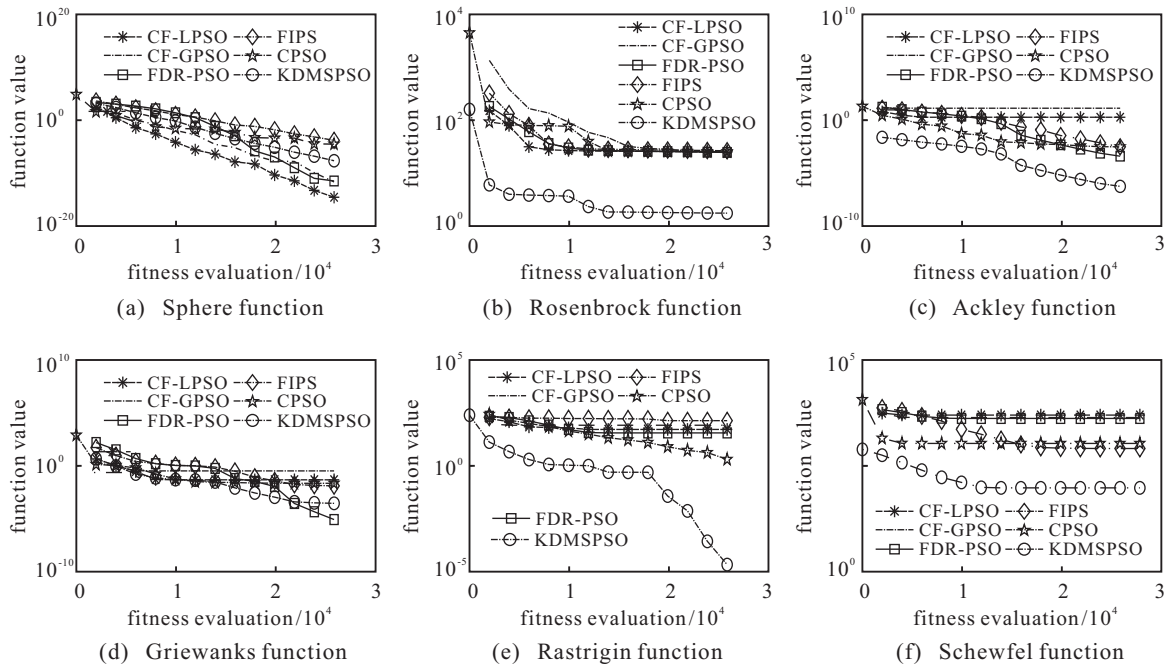 10^20
10^0
10^-20
function value
CF-LPSO
CF-GPSO
FDR-PSO
FIPS
CPSO
KDMSPSO
0 1 2 3
fitness evaluation/10^4
(a) Sphere function
10^4
10^2
10^0
function value
CF-LPSO
CF-GPSO
FDR-PSO
FIPS
CPSO
KDMSPSO
0 1 2 3
fitness evaluation/10^4
(b) Rosenbrock function
10^10
10^0
10^-10
function value
CF-LPSO
CF-GPSO
FDR-PSO
FIPS
CPSO
KDMSPSO
0 1 2 3
fitness evaluation/10^4
(c) Ackley function
10^10
10^0
10^-10
function value
CF-LPSO
CF-GPSO
FDR-PSO
FIPS
CPSO
KDMSPSO
0 1 2 3
fitness evaluation/10^4
(d) Griewanks function
10^5
10^0
10^-5
function value
CF-LPSO
CF-GPSO
FIPS
CPSO
FDR-PSO
KDMSPSO
0 1 2 3
fitness evaluation/10^4
(e) Rastrigin function
10^5
10^0
function value
CF-LPSO
CF-GPSO
FDR-PSO
FIPS
CPSO
KDMSPSO
0 1 2 3
fitness evaluation/10^4
(f) Schewfel function